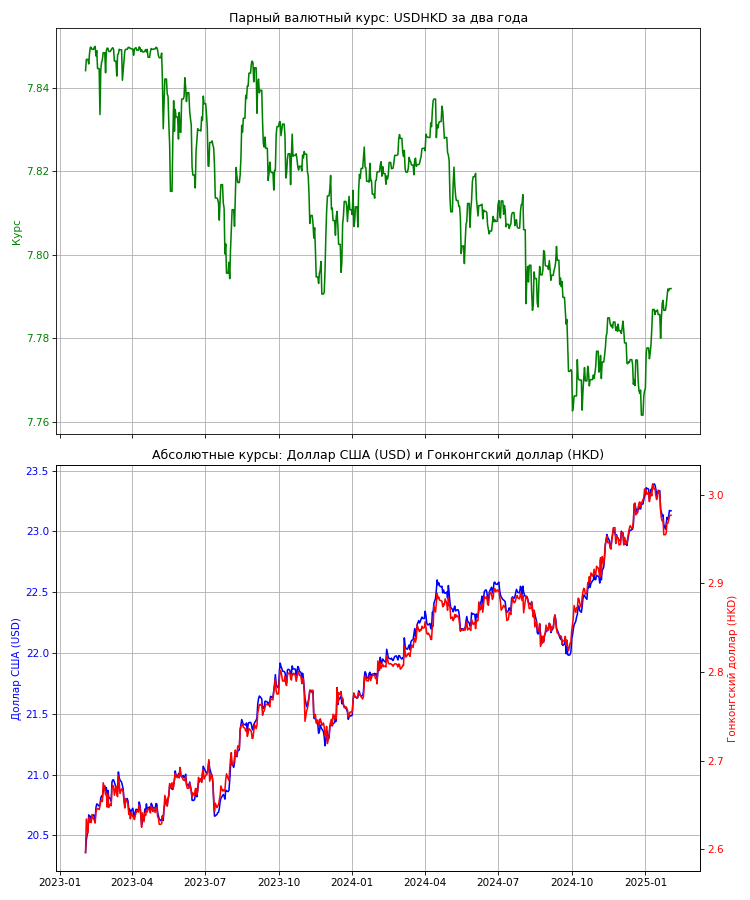 Парный валютный курс: USDHKD за два года
7.84
7.82
7.80
7.78
7.76
Курс
Абсолютные курсы: Доллар США (USD) и Гонконгский доллар (HKD)
23.5
23.0
22.5
22.0
21.5
21.0
20.5
Доллар США (USD)
3.0
2.9
2.8
2.7
2.6
Гонконгский доллар (HKD)
2023-01 2023-04 2023-07 2023-10 2024-01 2024-04 2024-07 2024-10 2025-01